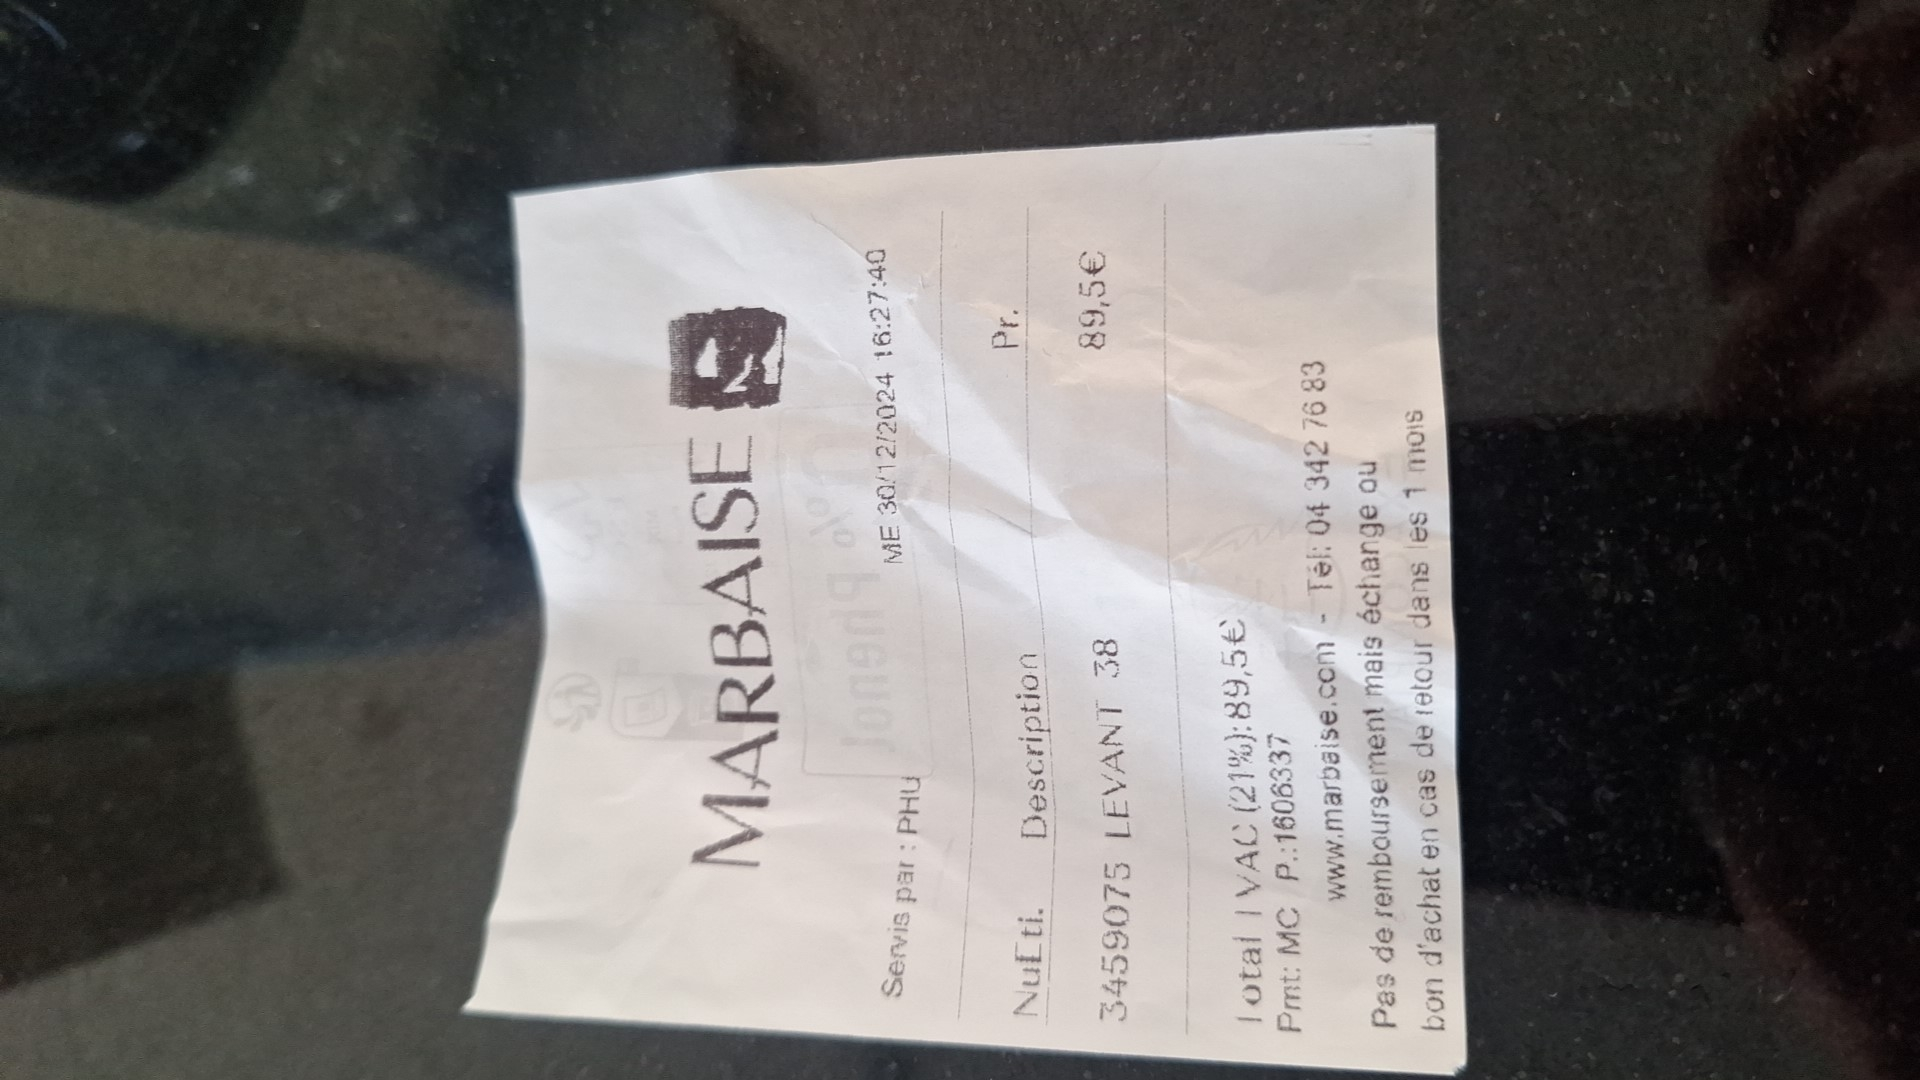 MARBAISE
Servis par : PHU ME 30/12/2024 16:27:40
NuEti. Description Pr.
3459075 LEVANT 38 89,5€
Total TVAC (21%):89,5€
Pmt: MC P.:1606337
www.marbaise.com - Tél: 04 342 76 83
Pas de remboursement mais échange ou
bon d'achat en cas de retour dans les 1 mois